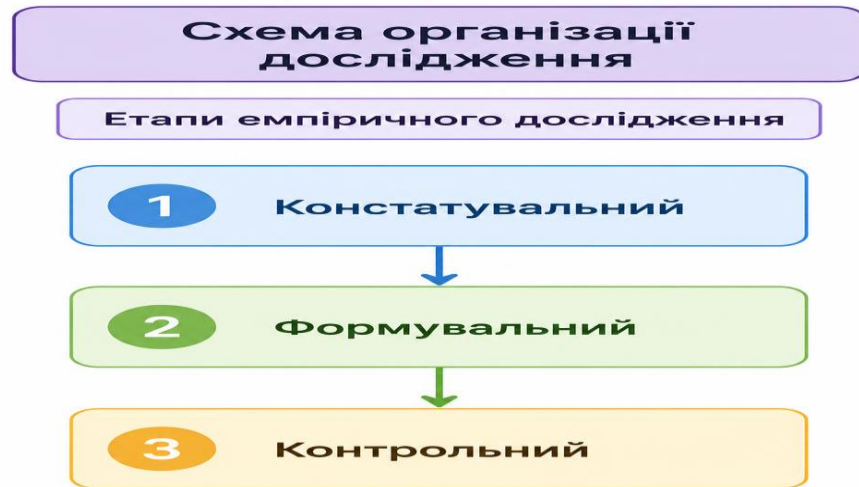 Схема організації
дослідження
Етапи емпіричного дослідження
1 Констатувальний
2 Формувальний
3 Контрольний